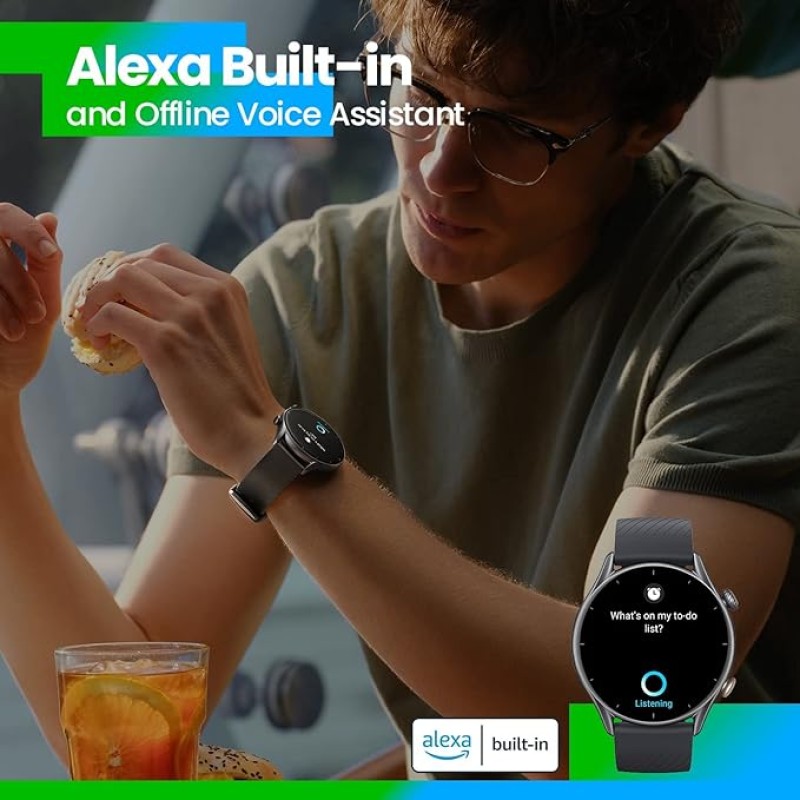 Alexa Built-in
and Offline Voice Assistant
What's on my to-do
list?
Listening
alexa
built-in